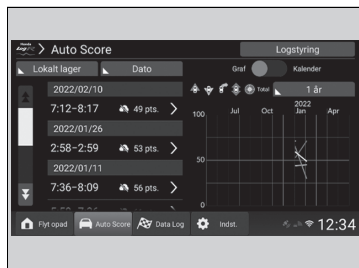 Honda
Log R
Auto Score
Logstyring
Lokalt lager
Dato
Graf
Kalender
Total
1 år
2022/02/10
7:12-8:17
49 pts.
2022/01/26
2:58-2:59
53 pts.
2022/01/11
7:36-8:09
56 pts.
2022
Jul
Oct
Jan
Apr
100
50
0
Flyt opad
Auto Score
Data Log
Indst.
12:34